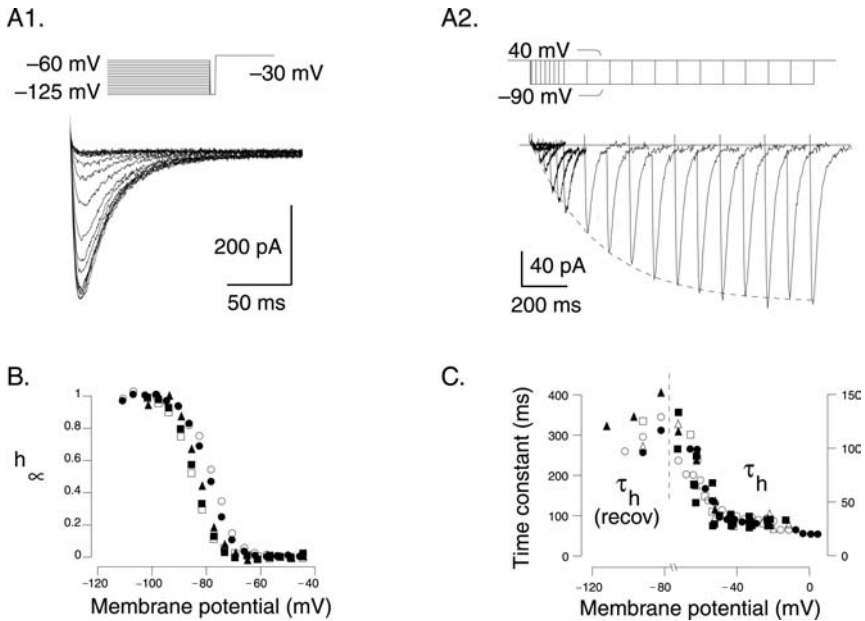 A1.
−60 mV
−125 mV
−30 mV
200 pA
50 ms
A2.
40 mV
−90 mV
40 pA
200 ms
B.
h ∝
1
0.8
0.6
0.4
0.2
0
−120 −100 −80 −60 −40
Membrane potential (mV)
C.
Time constant (ms)
400
300
200
100
0
150
100
50
0
τh
(recov)
τh
−120 −80 −40 0
Membrane potential (mV)